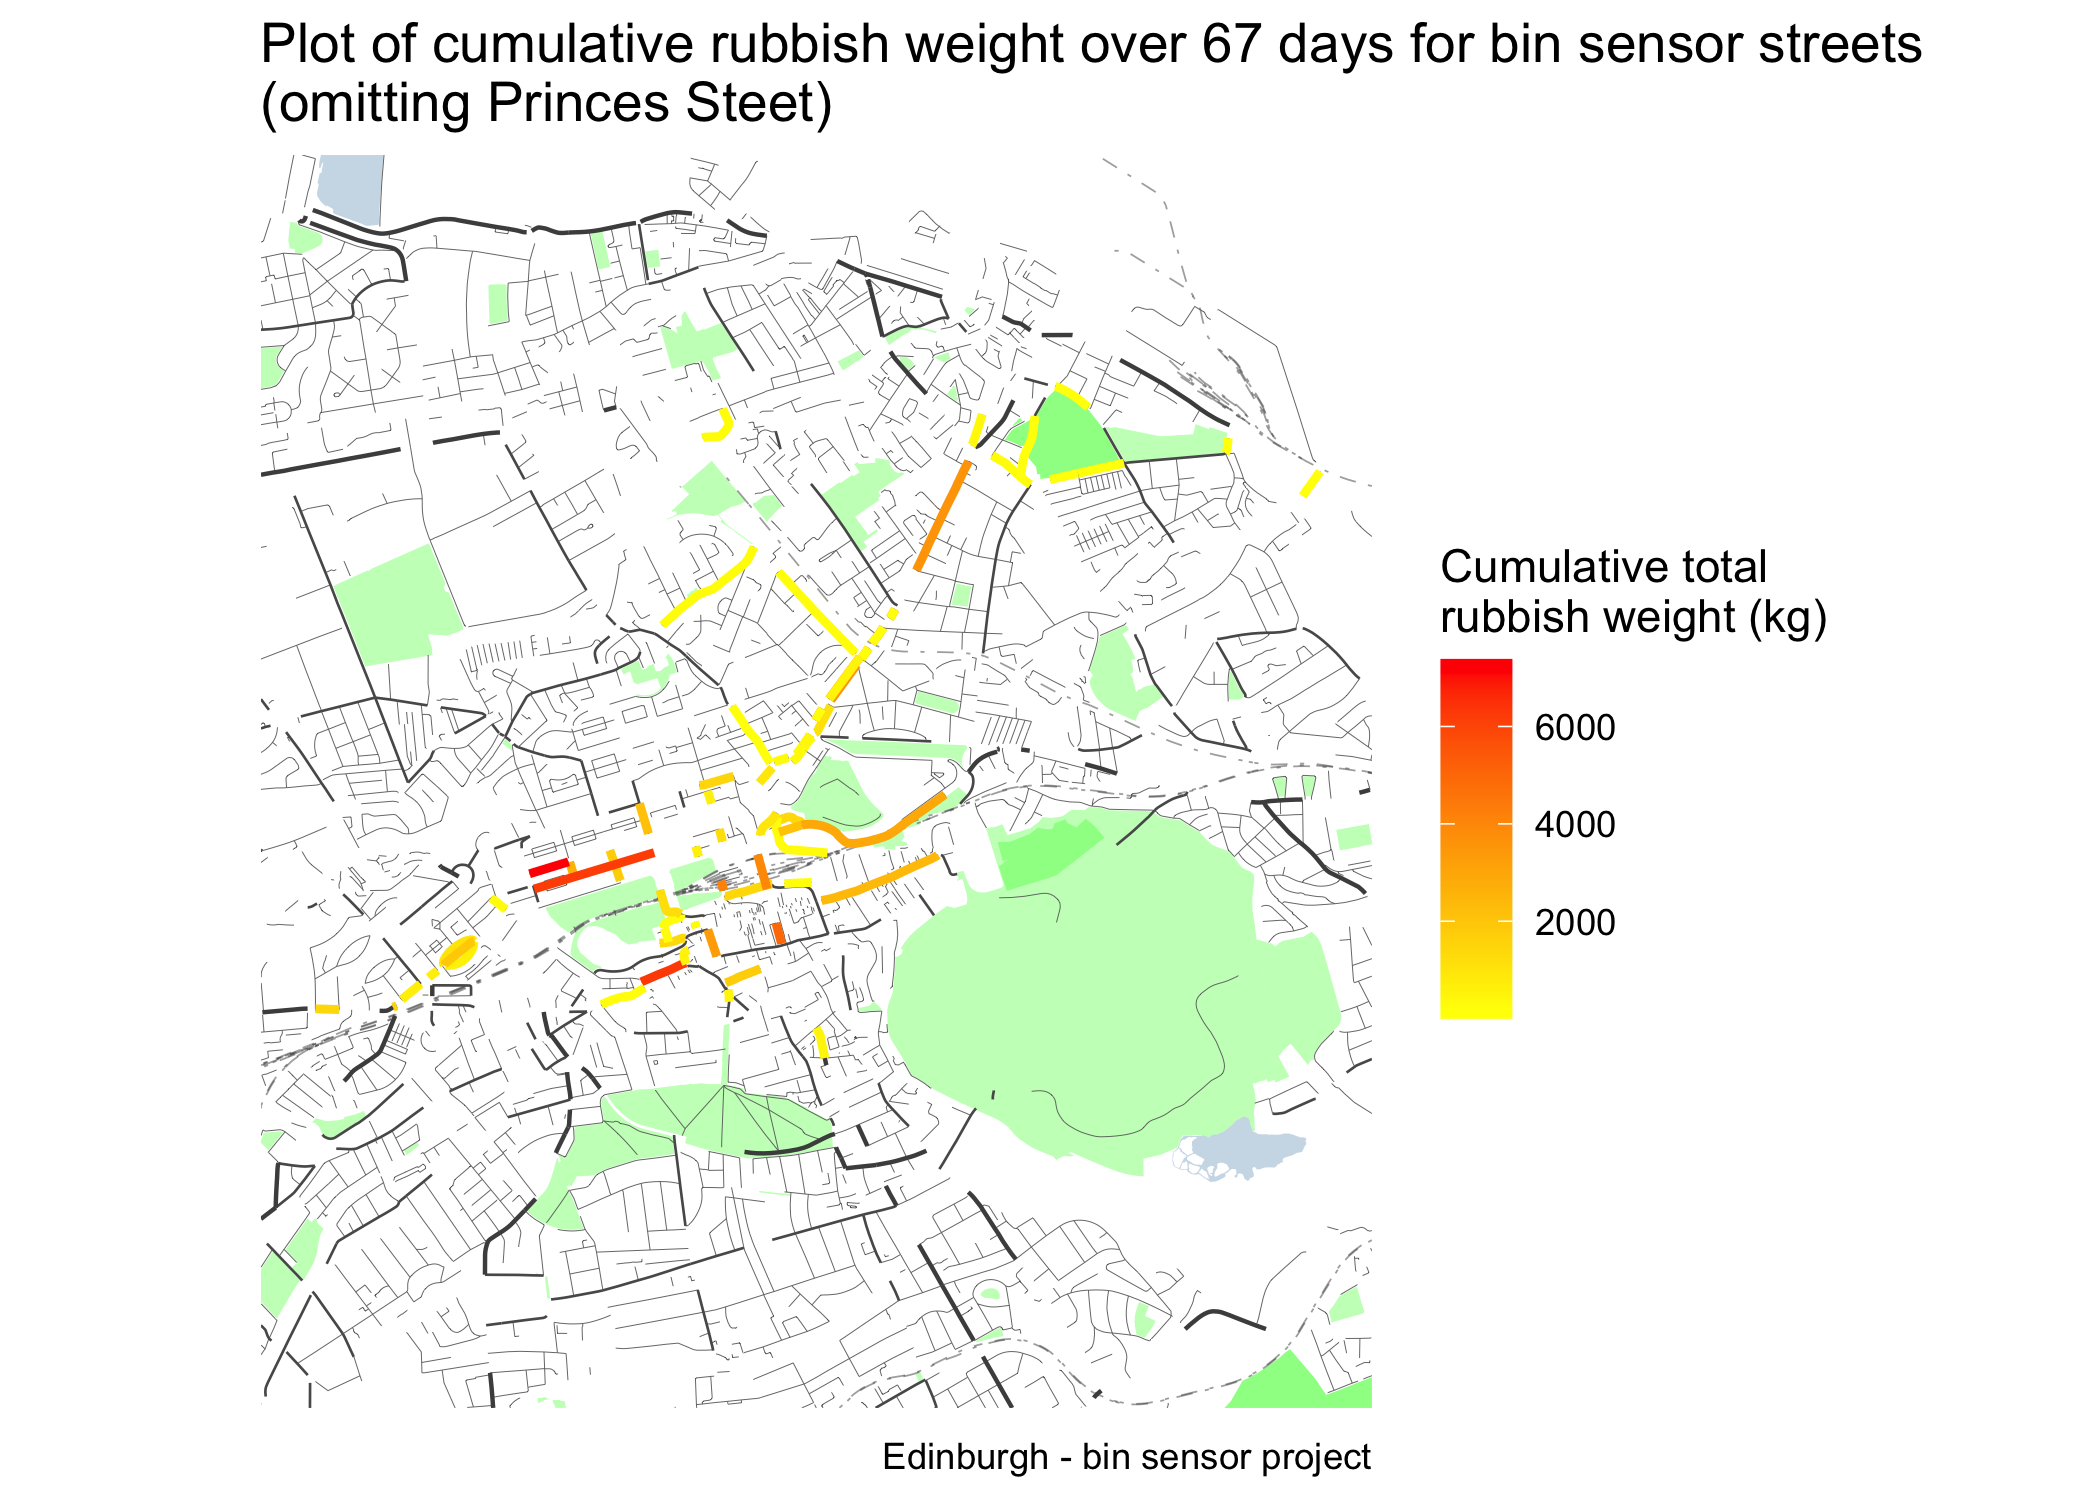 Plot of cumulative rubbish weight over 67 days for bin sensor streets
(omitting Princes Steet)
Cumulative total
rubbish weight (kg)
6000
4000
2000
Edinburgh - bin sensor project